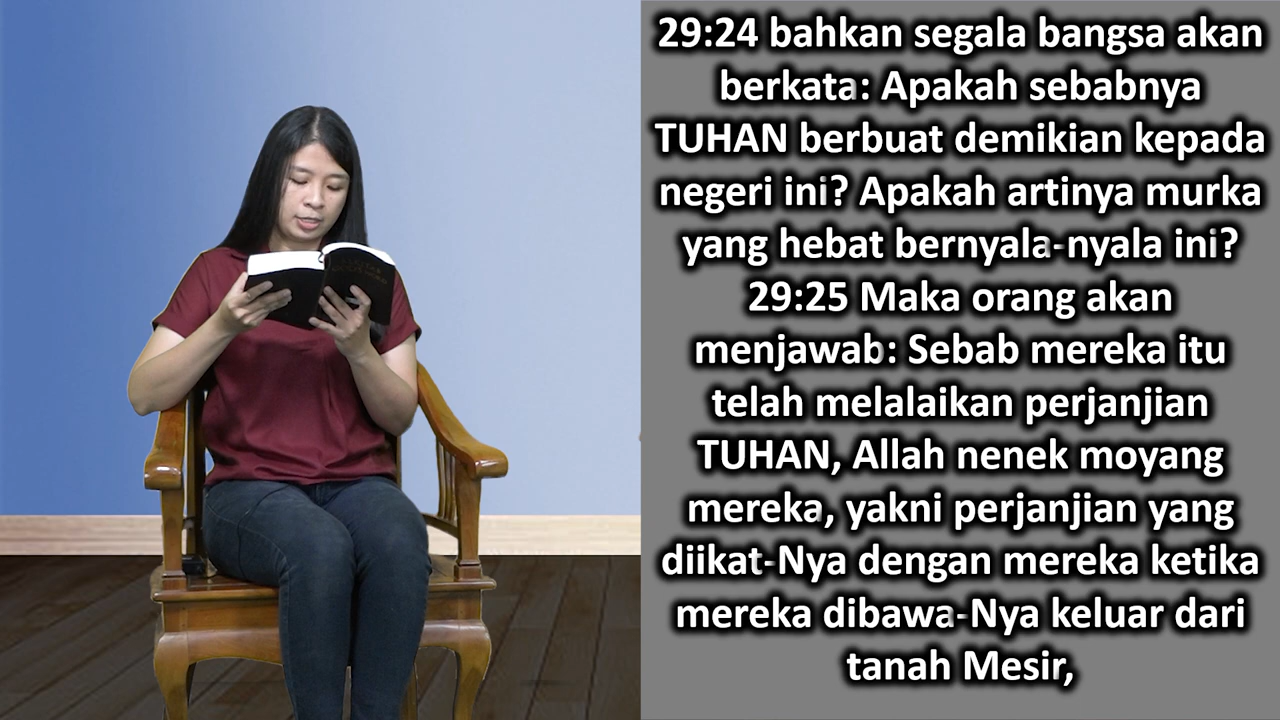 29:24 bahkan segala bangsa akan
berkata: Apakah sebabnya
TUHAN berbuat demikian kepada
negeri ini? Apakah artinya murka
yang hebat bernyala-nyala ini?
29:25 Maka orang akan
menjawab: Sebab mereka itu
telah melalaikan perjanjian
TUHAN, Allah nenek moyang
mereka, yakni perjanjian yang
diikat-Nya dengan mereka ketika
mereka dibawa-Nya keluar dari
tanah Mesir,